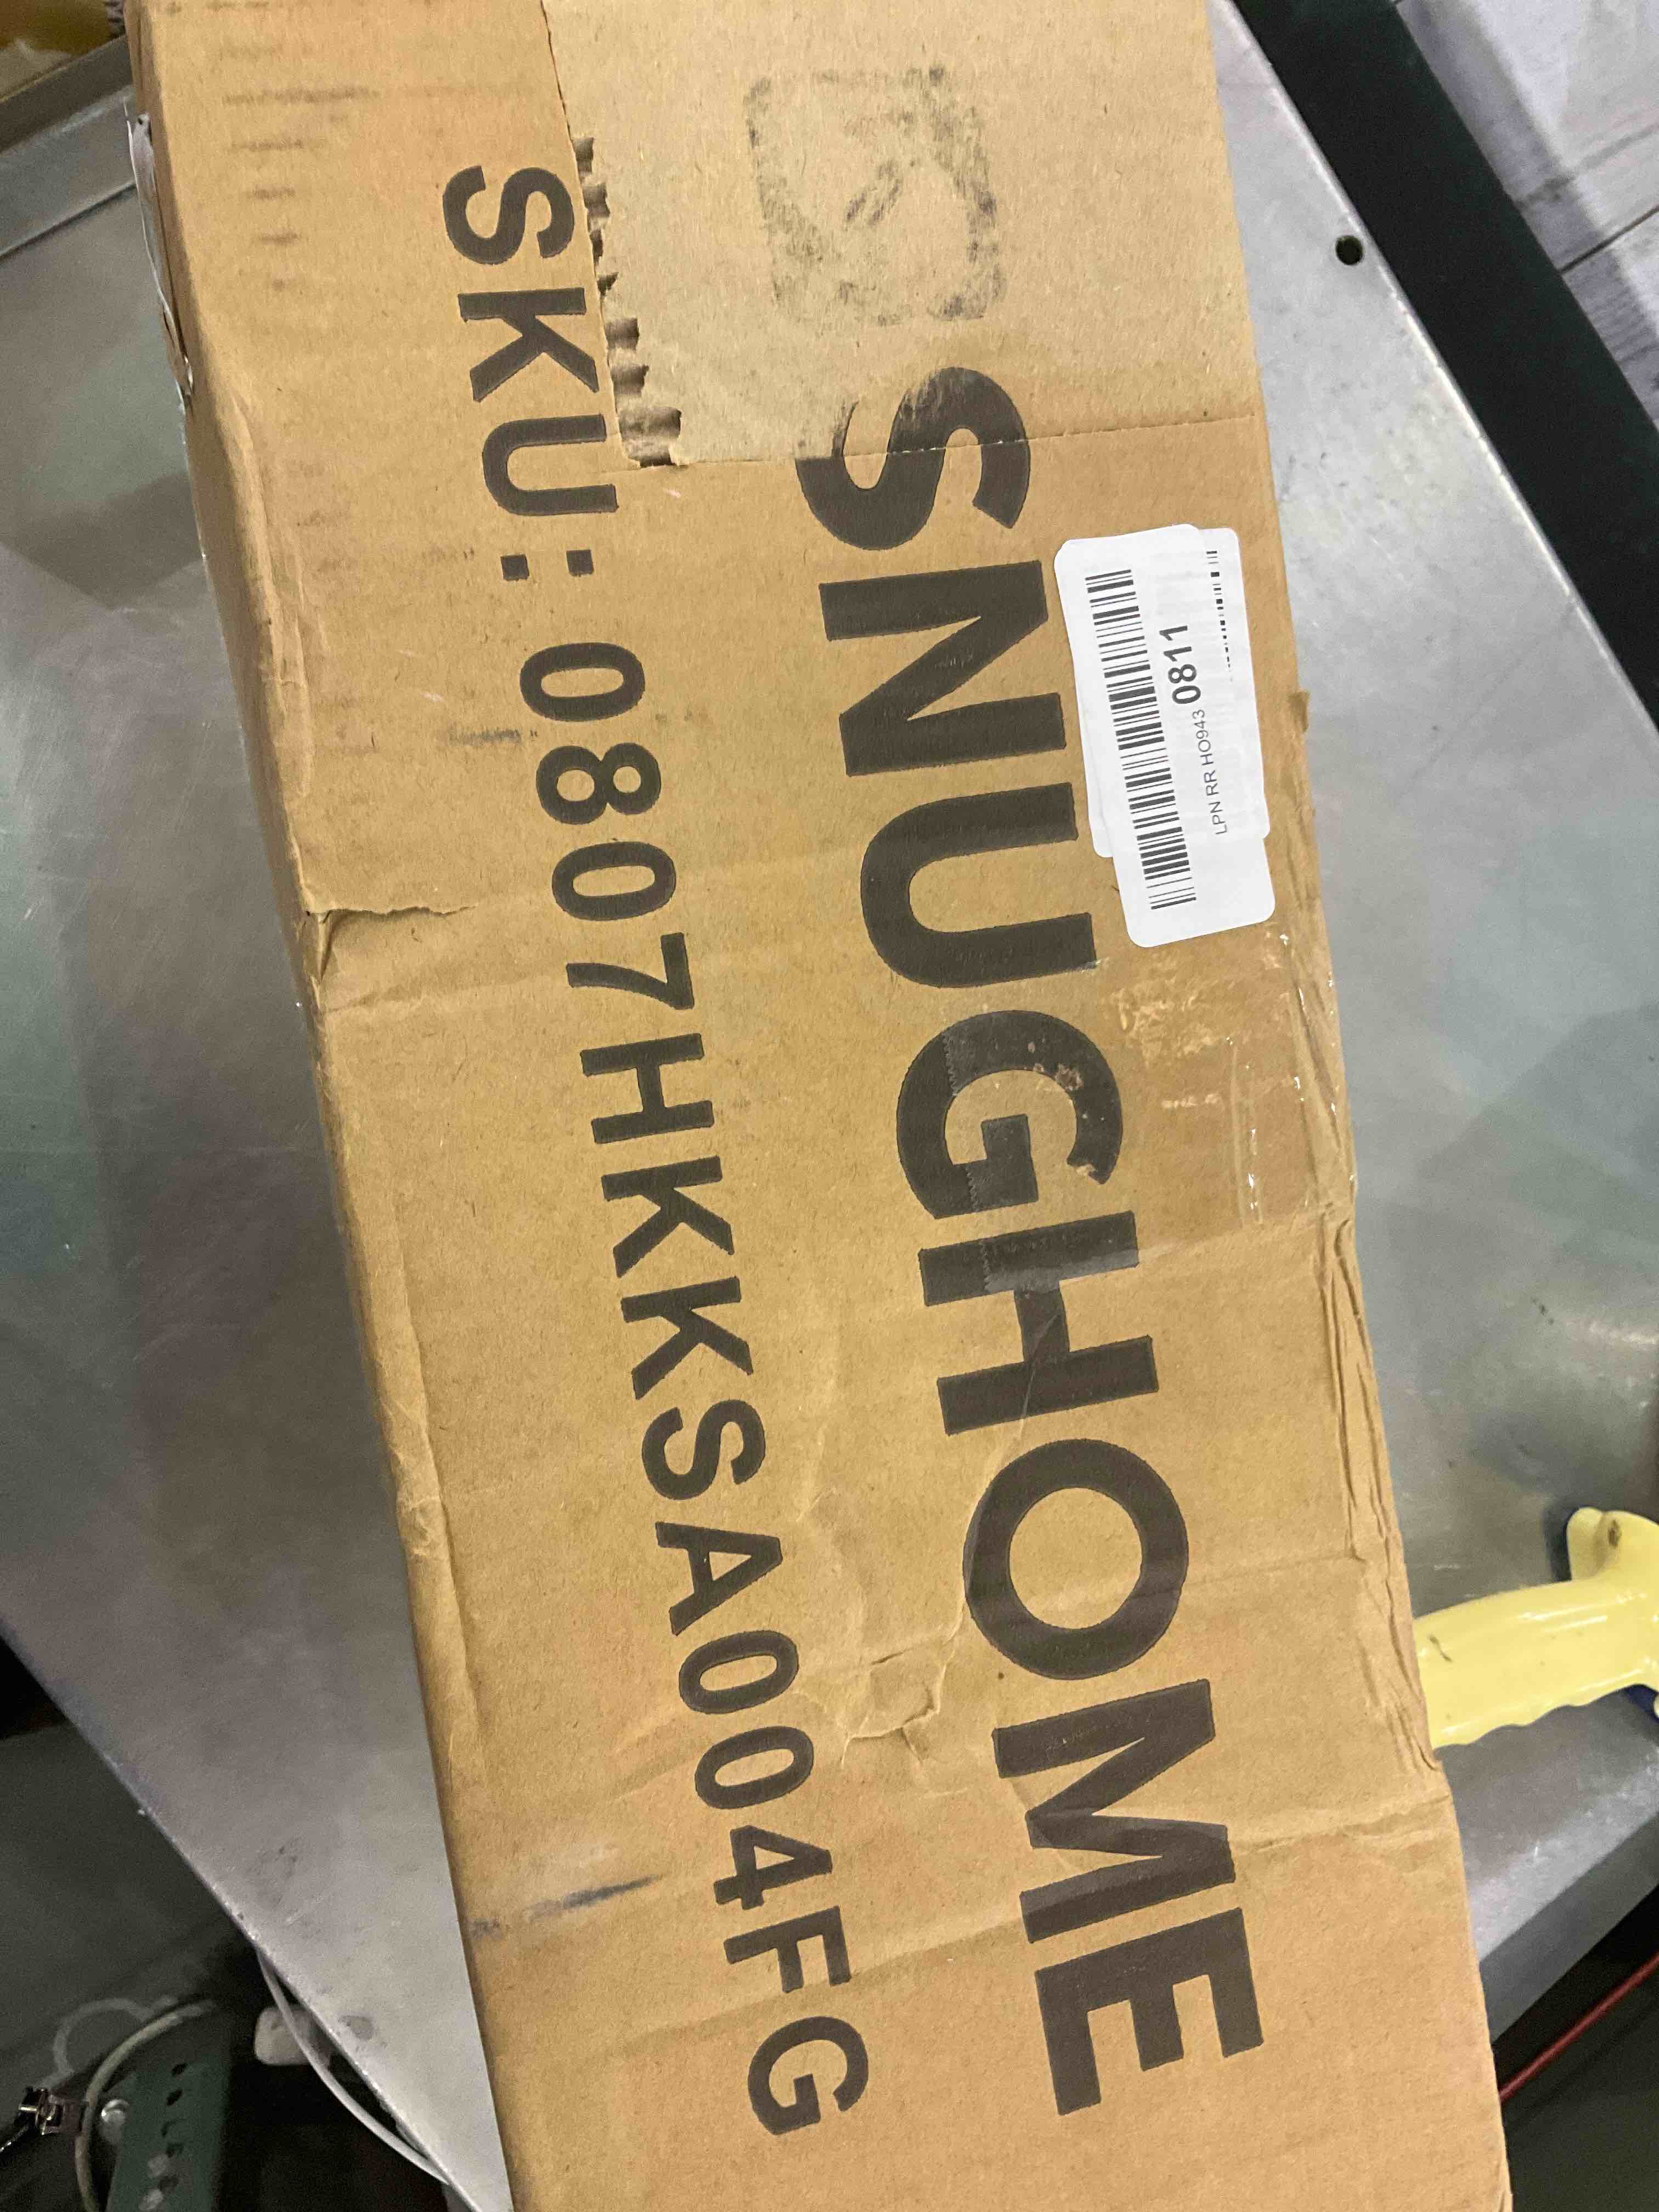 SNUGHOME
SKU:0807HKKSA004FG
LPN RR HO943 0811